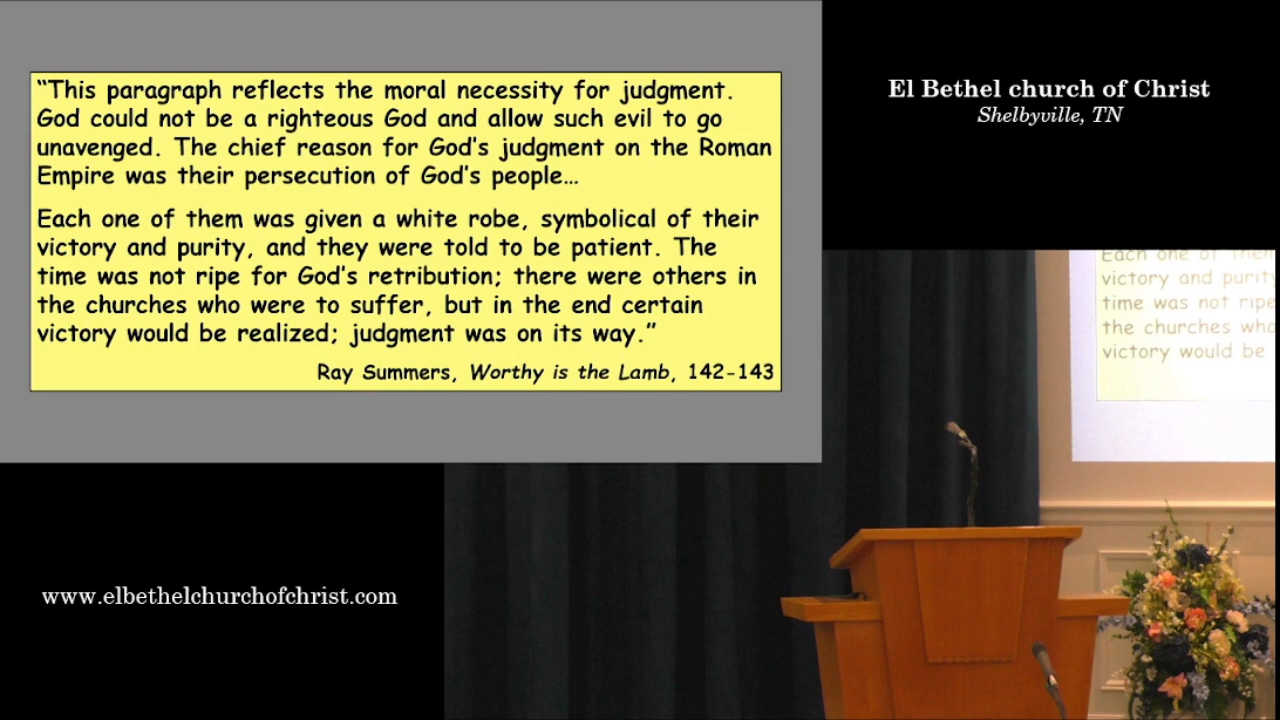 “This paragraph reflects the moral necessity for judgment.
God could not be a righteous God and allow such evil to go
unavenged. The chief reason for God’s judgment on the Roman
Empire was their persecution of God’s people…
Each one of them was given a white robe, symbolical of their
victory and purity, and they were told to be patient. The
time was not ripe for God’s retribution; there were others in
the churches who were to suffer, but in the end certain
victory would be realized; judgment was on its way.”
Ray Summers, Worthy is the Lamb, 142-143
El Bethel church of Christ
Shelbyville, TN
Each one of them
victory and purity
time was not ripe
the churches who
victory would be
www.elbethelchurchofchrist.com